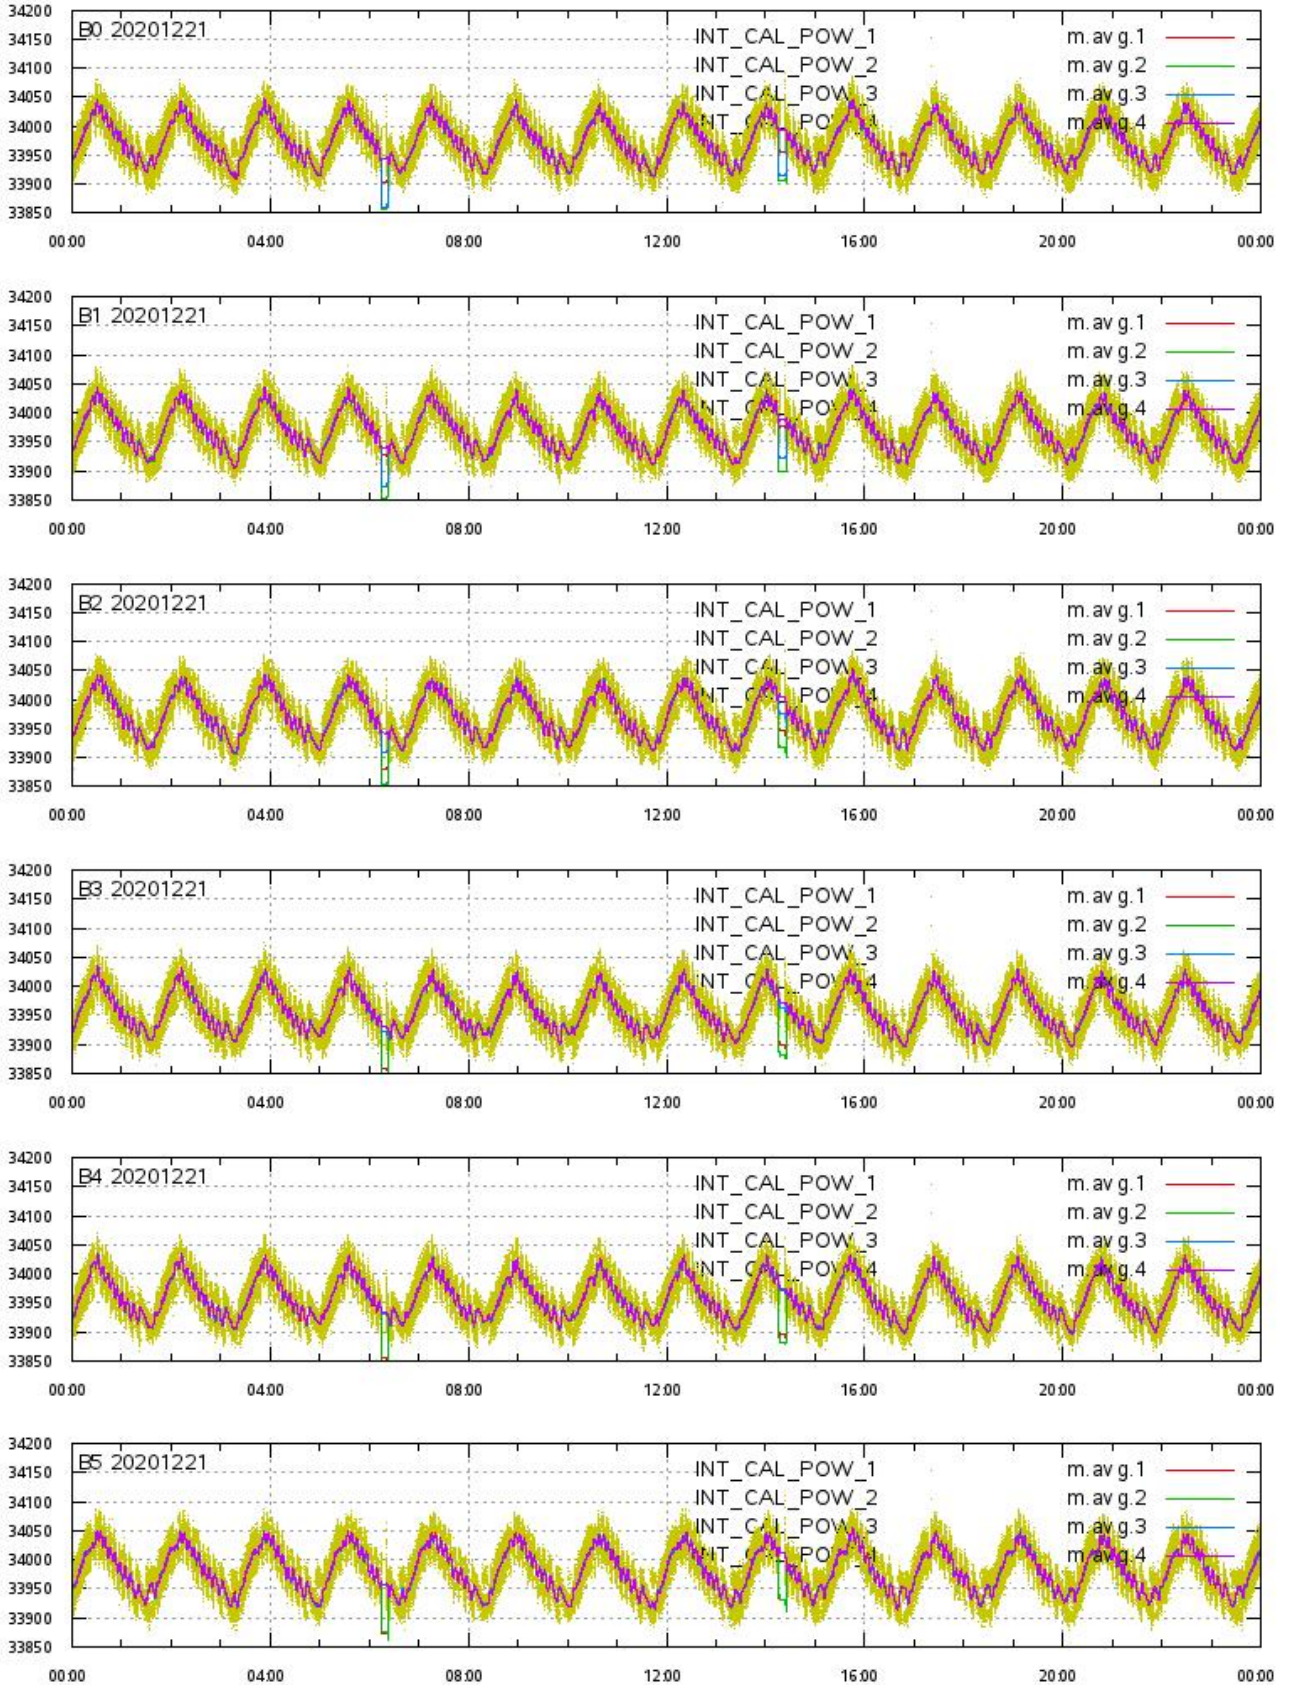 34200
B0 20201221 INT_CAL_POW_1 m.avg.1
34150
34100 INT_CAL_POW_2 m.avg.2
34050 INT_CAL_POW_3 m.avg.3
34000 INT_CAL_POW_4 m.avg.4
33950
33900
33850
00:00 04:00 08:00 12:00 16:00 20:00 00:00
34200
B1 20201221 INT_CAL_POW_1 m.avg.1
34150
34100 INT_CAL_POW_2 m.avg.2
34050 INT_CAL_POW_3 m.avg.3
34000 INT_CAL_POW_4 m.avg.4
33950
33900
33850
00:00 04:00 08:00 12:00 16:00 20:00 00:00
34200
B2 20201221 INT_CAL_POW_1 m.avg.1
34150
34100 INT_CAL_POW_2 m.avg.2
34050 INT_CAL_POW_3 m.avg.3
34000 INT_CAL_POW_4 m.avg.4
33950
33900
33850
00:00 04:00 08:00 12:00 16:00 20:00 00:00
34200
B3 20201221 INT_CAL_POW_1 m.avg.1
34150
34100 INT_CAL_POW_2 m.avg.2
34050 INT_CAL_POW_3 m.avg.3
34000 INT_CAL_POW_4 m.avg.4
33950
33900
33850
00:00 04:00 08:00 12:00 16:00 20:00 00:00
34200
B4 20201221 INT_CAL_POW_1 m.avg.1
34150
34100 INT_CAL_POW_2 m.avg.2
34050 INT_CAL_POW_3 m.avg.3
34000 INT_CAL_POW_4 m.avg.4
33950
33900
33850
00:00 04:00 08:00 12:00 16:00 20:00 00:00
34200
B5 20201221 INT_CAL_POW_1 m.avg.1
34150
34100 INT_CAL_POW_2 m.avg.2
34050 INT_CAL_POW_3 m.avg.3
34000 INT_CAL_POW_4 m.avg.4
33950
33900
33850
00:00 04:00 08:00 12:00 16:00 20:00 00:00